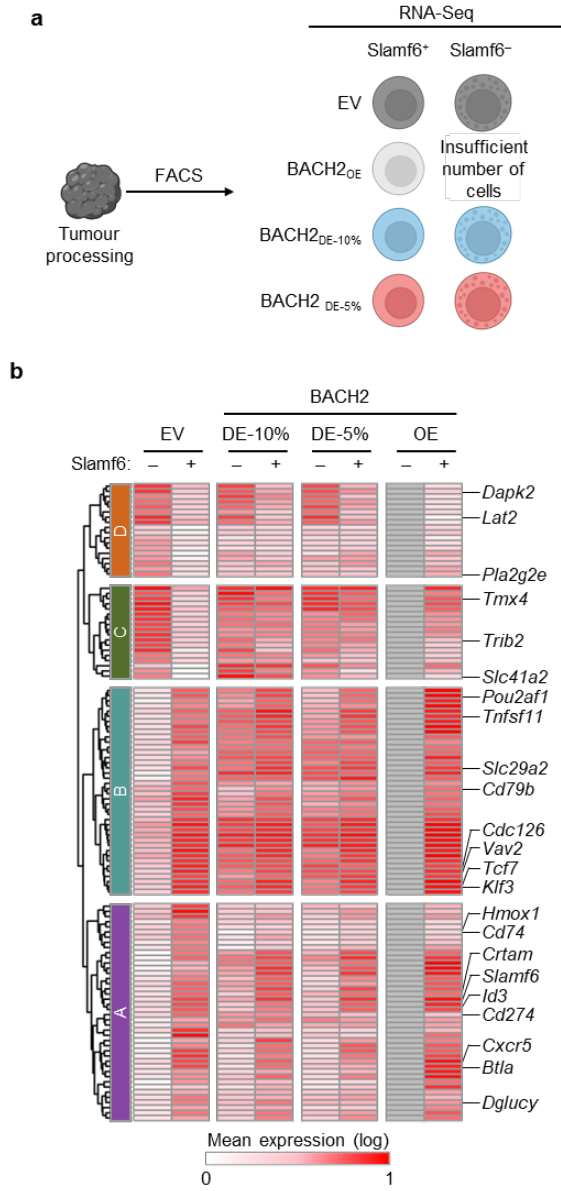 a
RNA-Seq
Slamf6⁺ Slamf6⁻
EV
BACH2OE
Insufficient
number of
cells
FACS
Tumour
processing
BACH2DE-10%
BACH2 DE-5%
b
BACH2
EV DE-10% DE-5% OE
Slamf6: – + – + – + – +
D
C
B
A
Dapk2
Lat2
Pla2g2e
Tmx4
Trib2
Slc41a2
Pou2af1
Tnfsf11
Slc29a2
Cd79b
Cdc126
Vav2
Tcf7
Klf3
Hmox1
Cd74
Crtam
Slamf6
Id3
Cd274
Cxcr5
Btla
Dglucy
Mean expression (log)
0 1